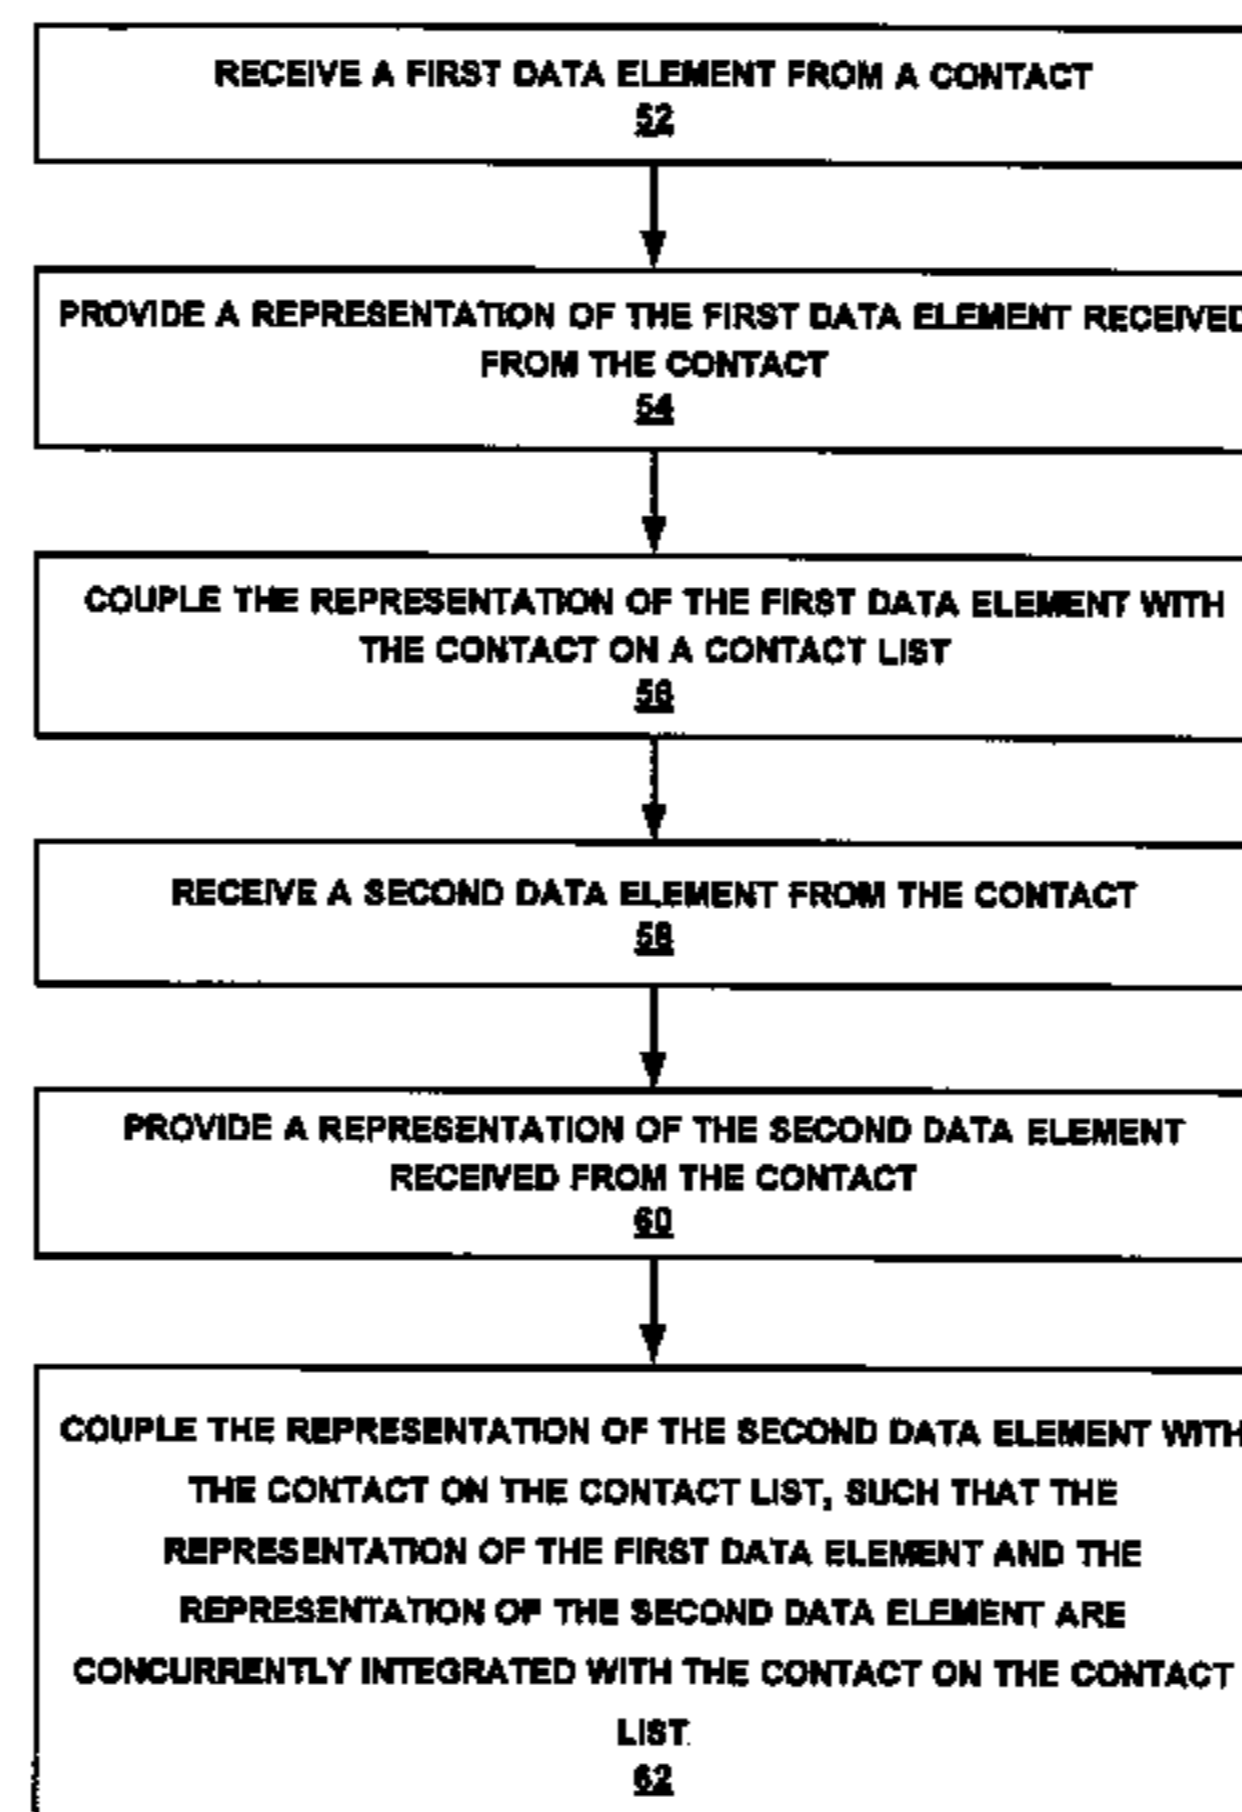 RECEIVE A FIRST DATA ELEMENT FROM A CONTACT
52
PROVIDE A REPRESENTATION OF THE FIRST DATA ELEMENT RECEIVED
FROM THE CONTACT
54
COUPLE THE REPRESENTATION OF THE FIRST DATA ELEMENT WITH
THE CONTACT ON A CONTACT LIST
56
RECEIVE A SECOND DATA ELEMENT FROM THE CONTACT
58
PROVIDE A REPRESENTATION OF THE SECOND DATA ELEMENT
RECEIVED FROM THE CONTACT
60
COUPLE THE REPRESENTATION OF THE SECOND DATA ELEMENT WITH
THE CONTACT ON THE CONTACT LIST, SUCH THAT THE
REPRESENTATION OF THE FIRST DATA ELEMENT AND THE
REPRESENTATION OF THE SECOND DATA ELEMENT ARE
CONCURRENTLY INTEGRATED WITH THE CONTACT ON THE CONTACT
LIST
62